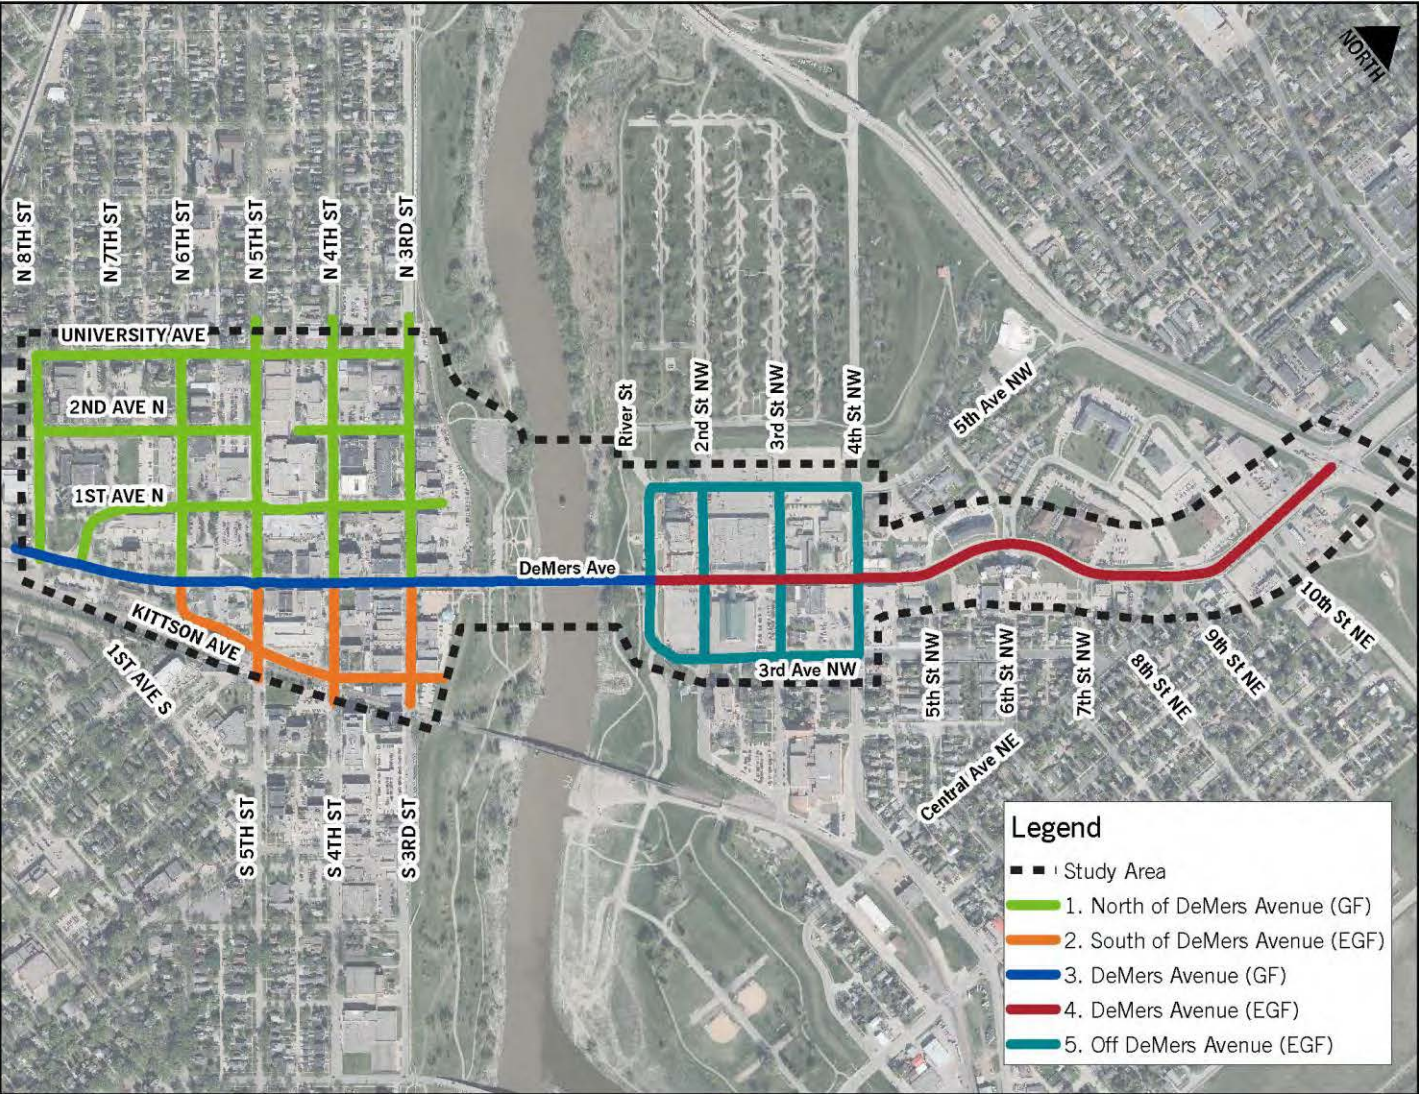 NORTH
N 8TH ST
N 7TH ST
N 6TH ST
N 5TH ST
N 4TH ST
N 3RD ST
UNIVERSITY AVE
2ND AVE N
1ST AVE N
River St
2nd St NW
3rd St NW
4th St NW
5th Ave NW
DeMers Ave
KITTSON AVE
1ST AVE S
3rd Ave NW
5th St NW
6th St NW
7th St NW
8th St NE
9th St NE
10th St NE
Central Ave NE
S 5TH ST
S 4TH ST
S 3RD ST
Legend
Study Area
1. North of DeMers Avenue (GF)
2. South of DeMers Avenue (EGF)
3. DeMers Avenue (GF)
4. DeMers Avenue (EGF)
5. Off DeMers Avenue (EGF)